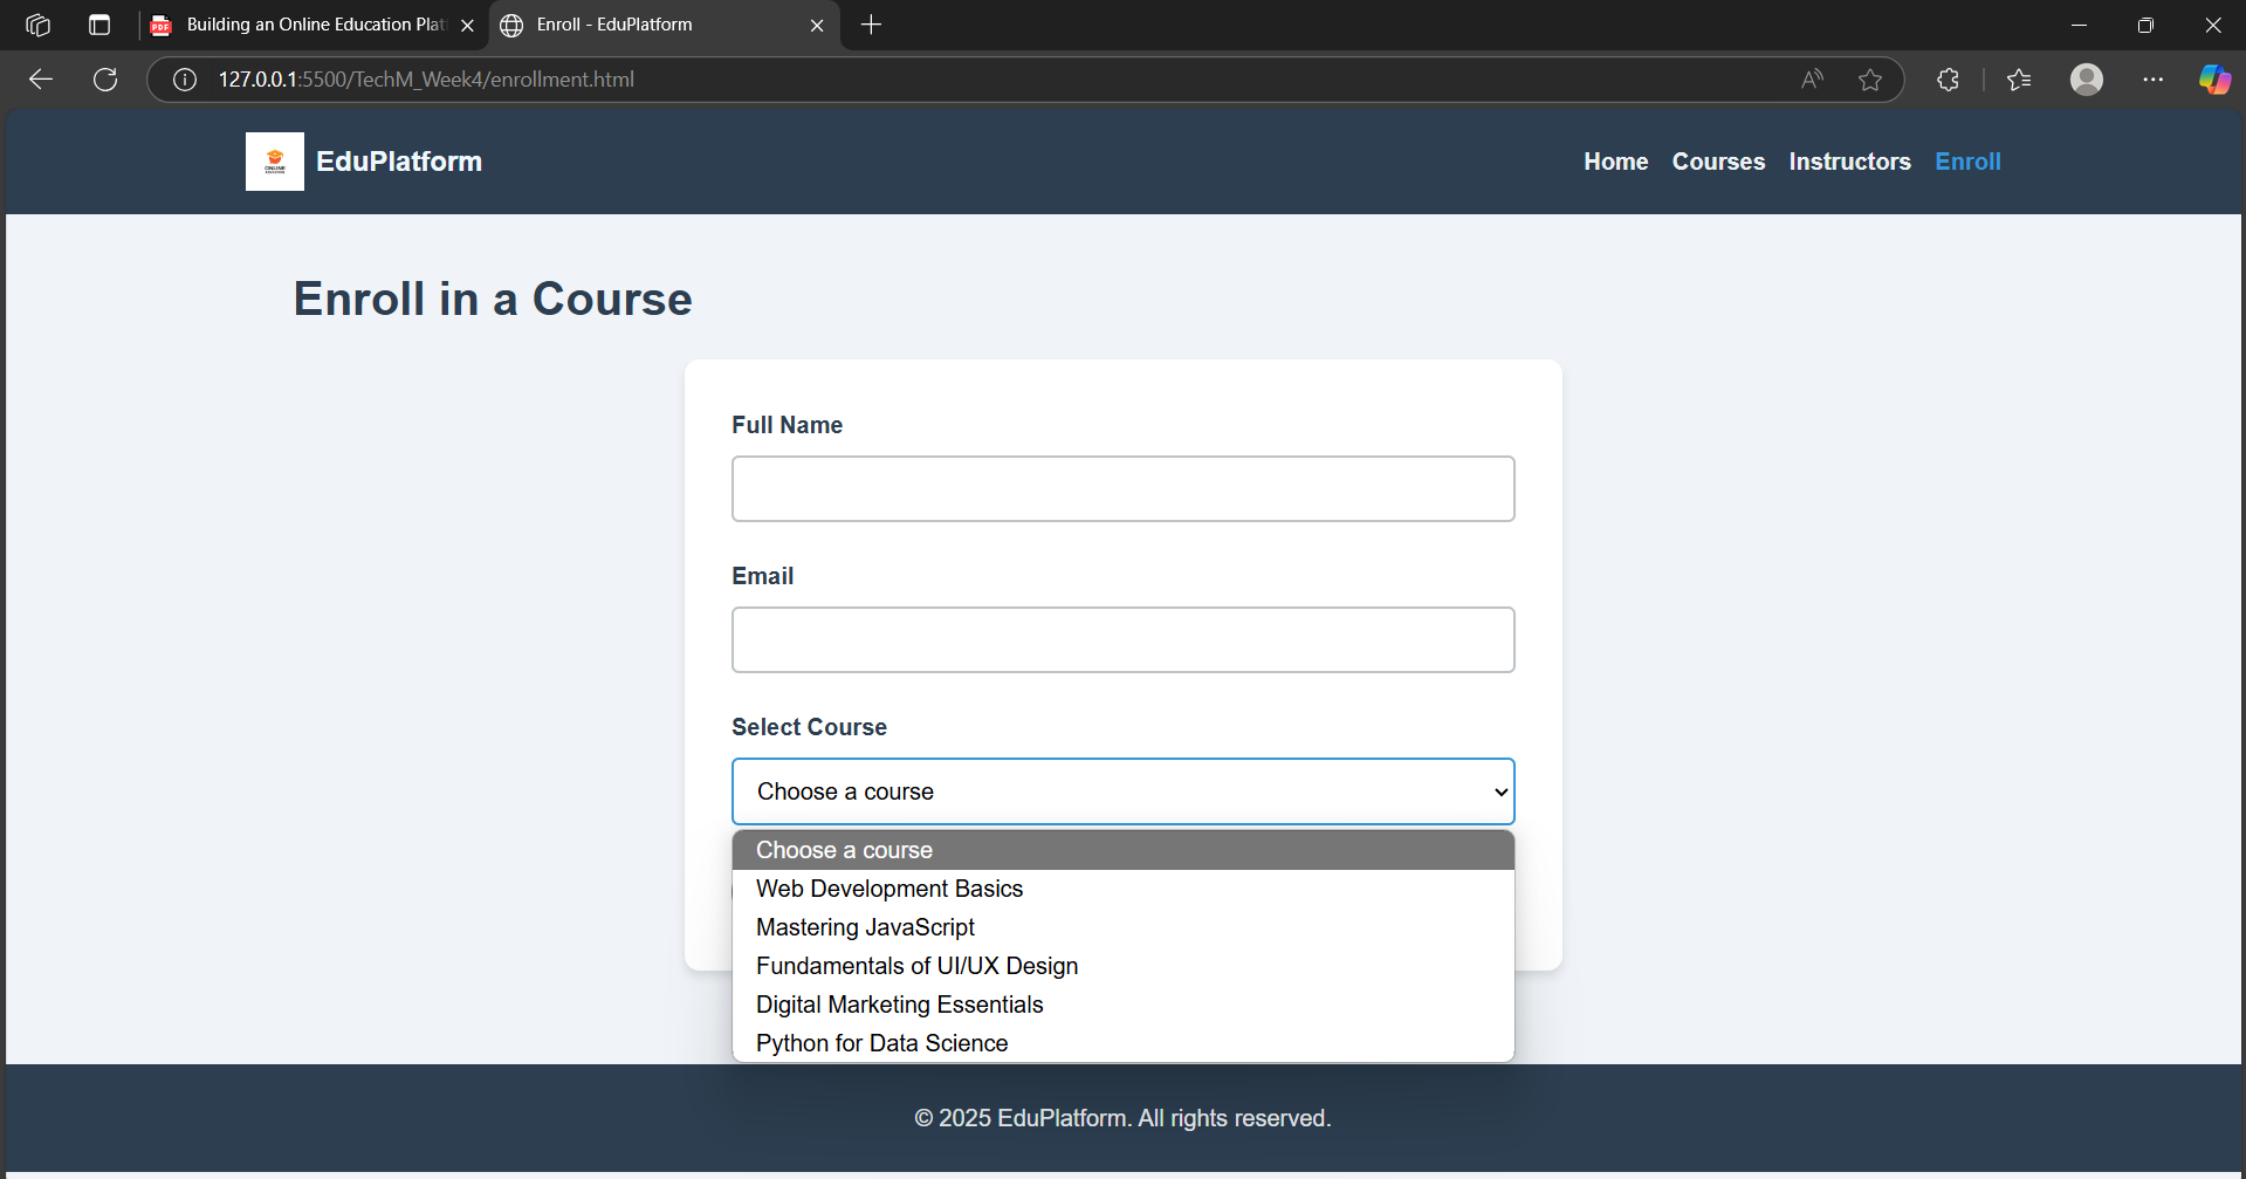 Building an Online Education Plat
Enroll - EduPlatform
127.0.0.1:5500/TechM_Week4/enrollment.html
EduPlatform
Home Courses Instructors Enroll
Enroll in a Course
Full Name
Email
Select Course
Choose a course
Choose a course
Web Development Basics
Mastering JavaScript
Fundamentals of UI/UX Design
Digital Marketing Essentials
Python for Data Science
© 2025 EduPlatform. All rights reserved.